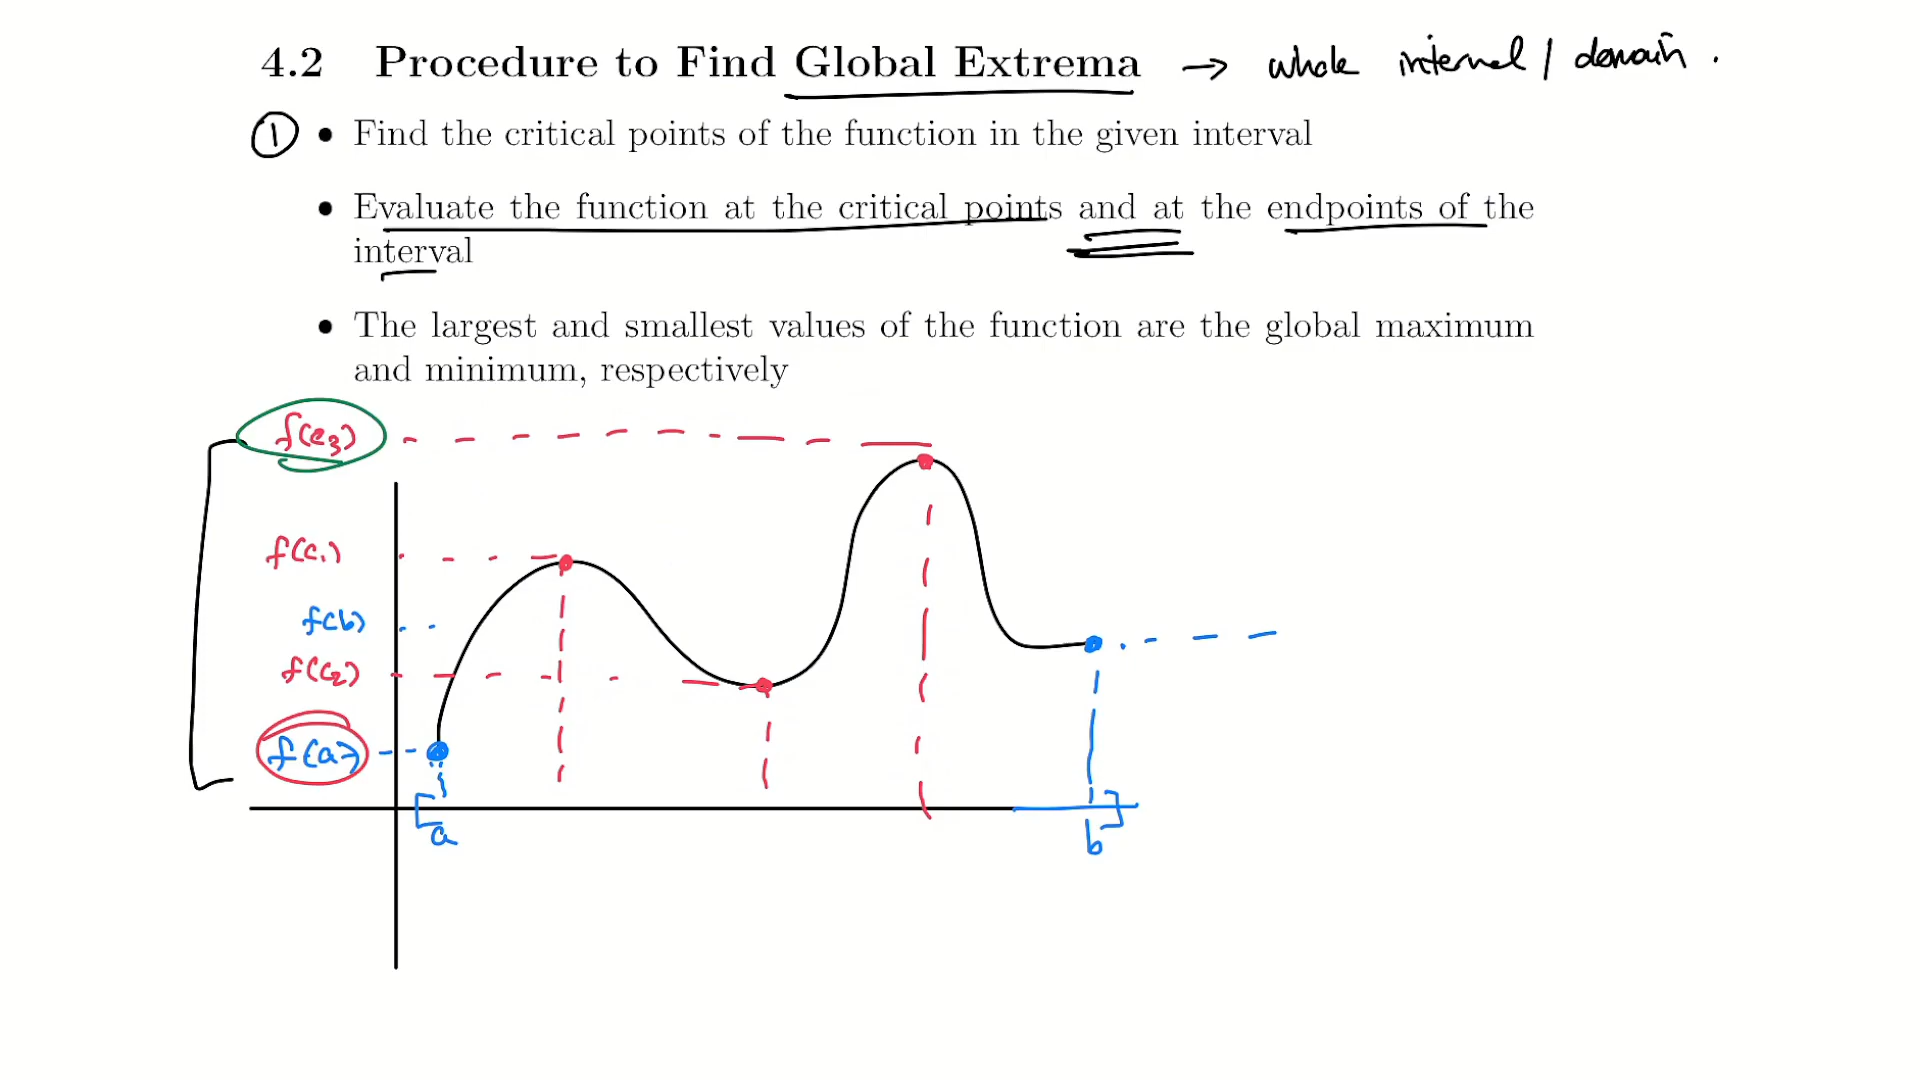 4.2 Procedure to Find Global Extrema → whole interval / domain.
① • Find the critical points of the function in the given interval
• Evaluate the function at the critical points and at the endpoints of the
interval
• The largest and smallest values of the function are the global maximum
and minimum, respectively
f(c₃)
f(c₁)
f(b)
f(c₂)
f(a)
[ ]
a b